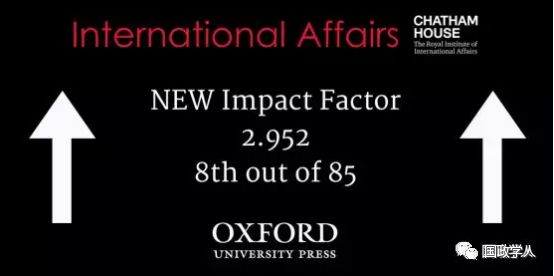 International Affairs
CHATHAM
HOUSE
The Royal Institute of
International Affairs
NEW Impact Factor
2.952
8th out of 85
OXFORD
UNIVERSITY PRESS
国政学人